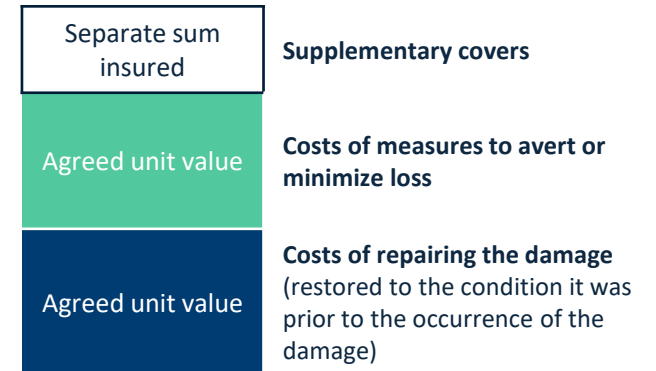 Separate sum
insured
Supplementary covers
Agreed unit value
Costs of measures to avert or
minimize loss
Agreed unit value
Costs of repairing the damage
(restored to the condition it was
prior to the occurrence of the
damage)